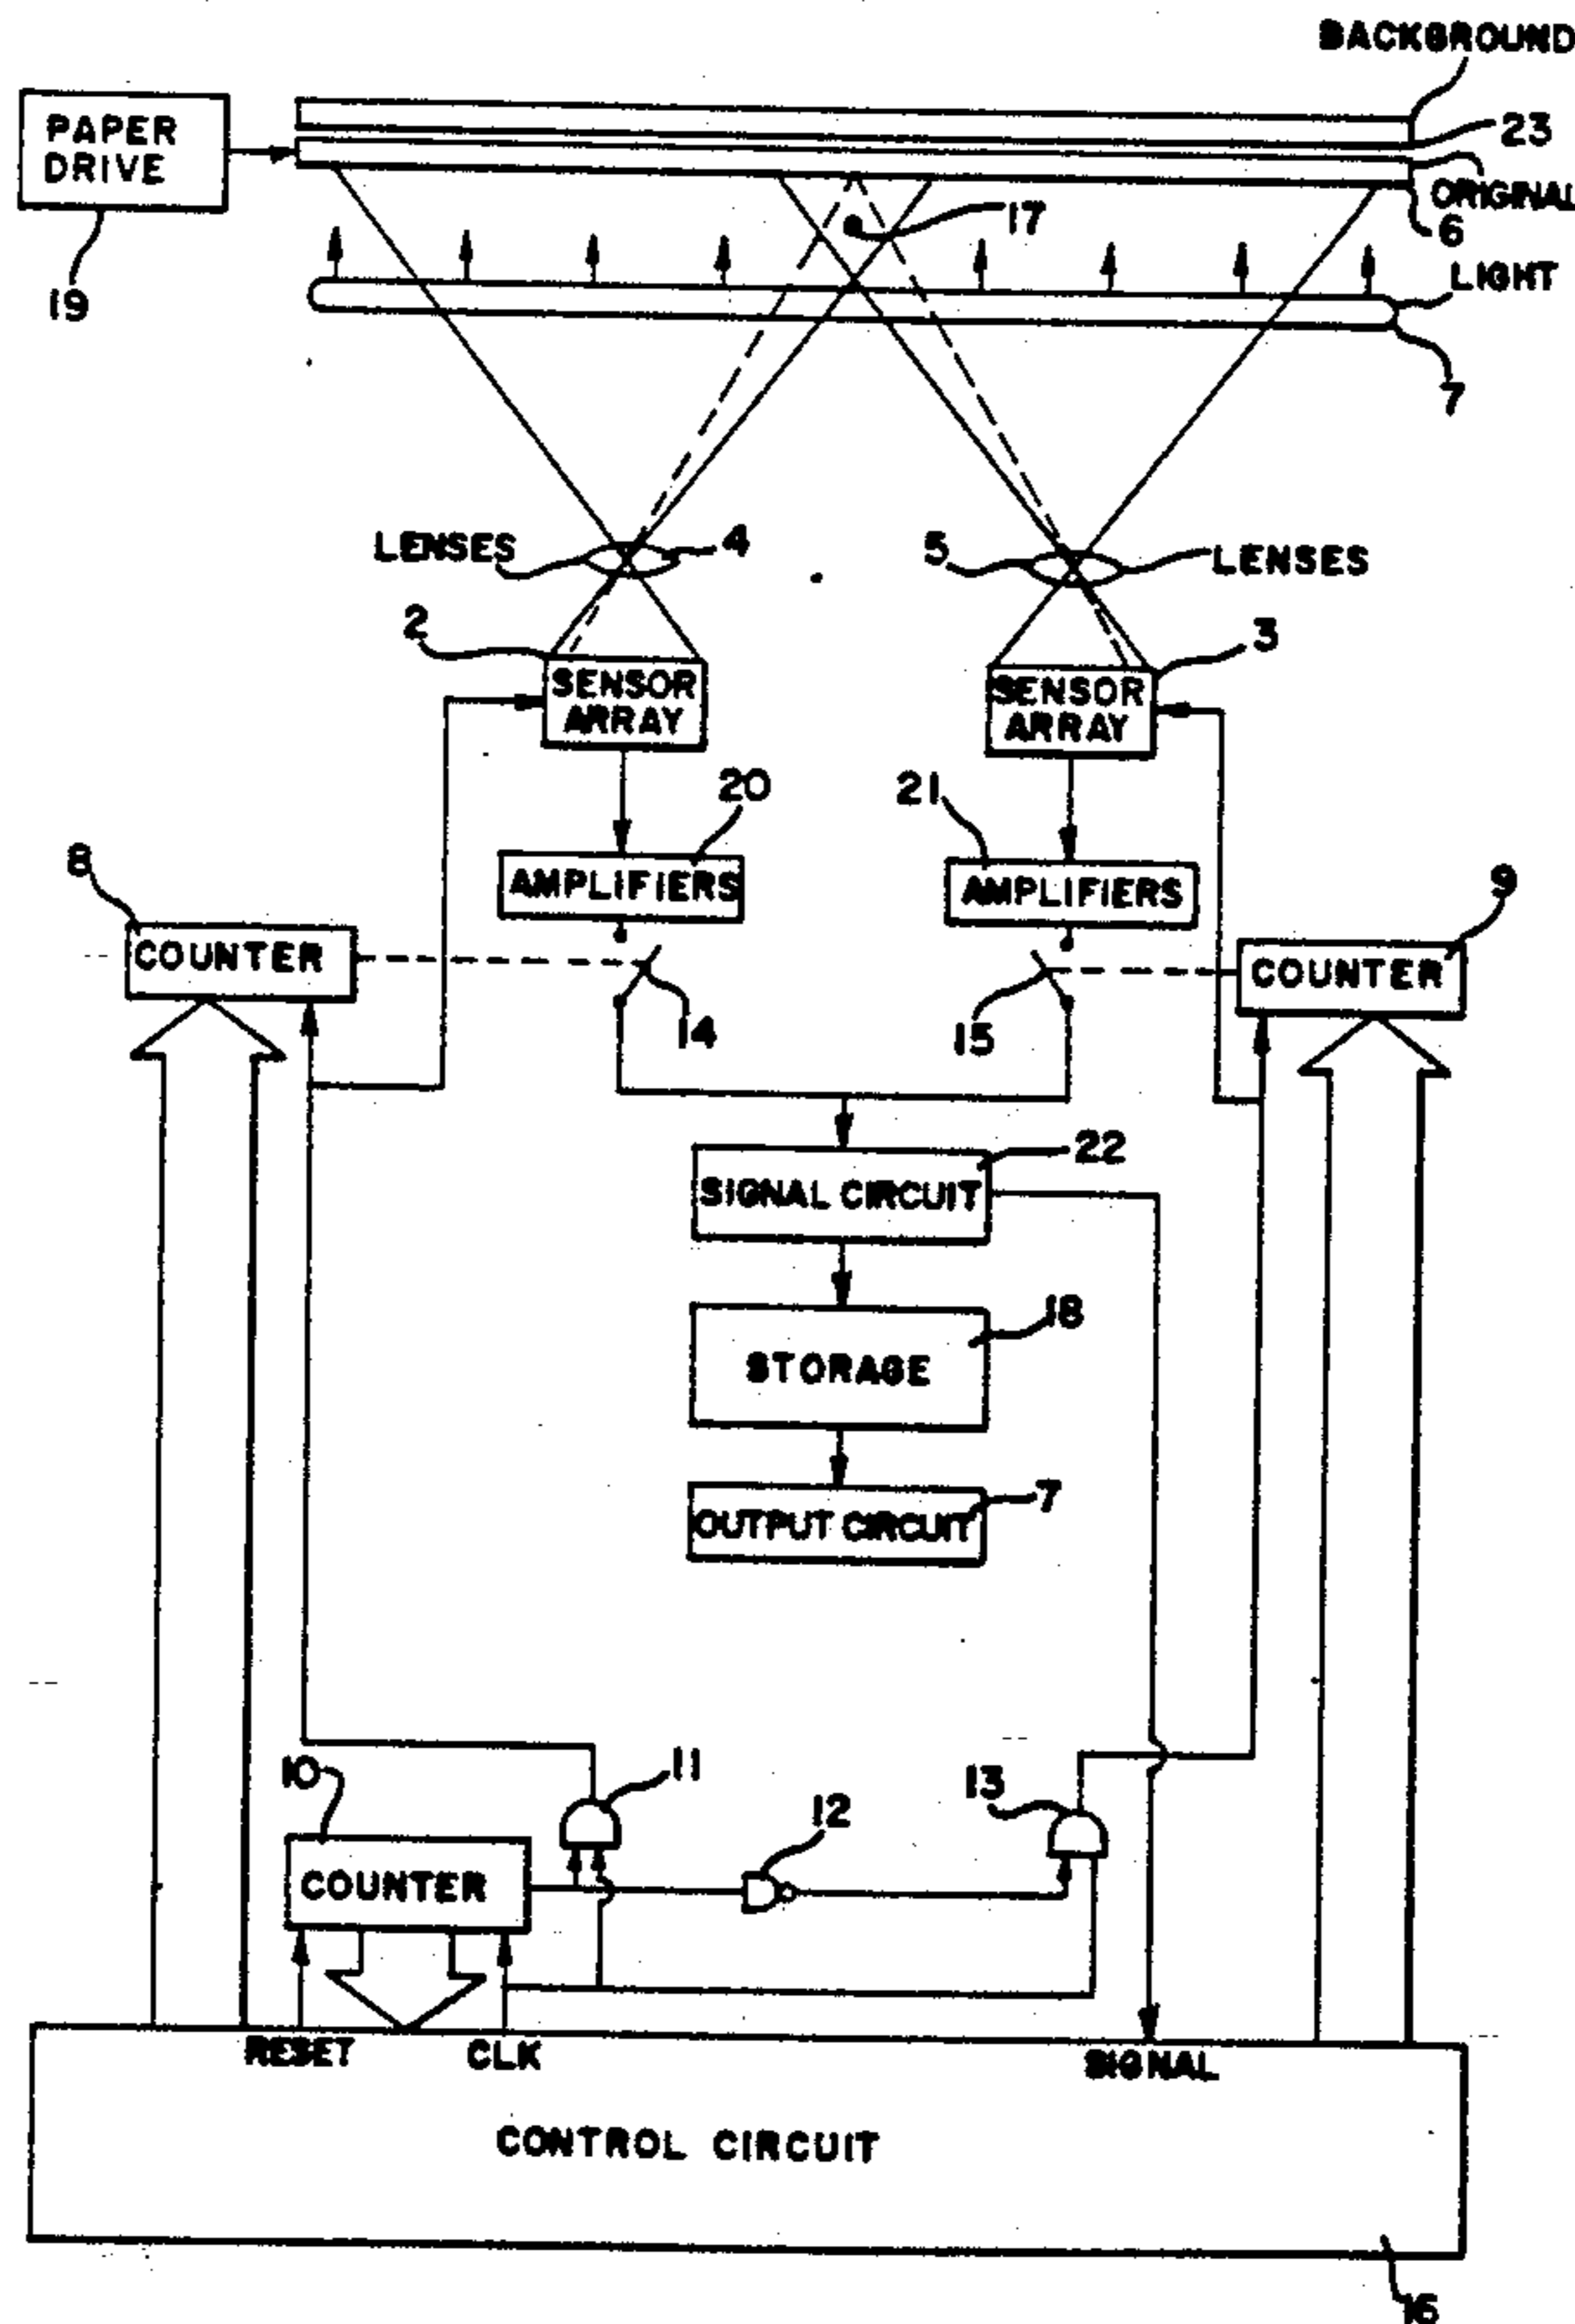 BACKGROUND
PAPER
DRIVE
23
ORIGINAL
17
6
LIGHT
19
7
LENSES
4
5
LENSES
2
3
SENSOR
ARRAY
SENSOR
ARRAY
20
21
8
AMPLIFIERS
AMPLIFIERS
9
COUNTER
COUNTER
14
15
22
SIGNAL CIRCUIT
18
STORAGE
7
OUTPUT CIRCUIT
10
11
12
13
COUNTER
RESET
CLK
SIGNAL
CONTROL CIRCUIT
16